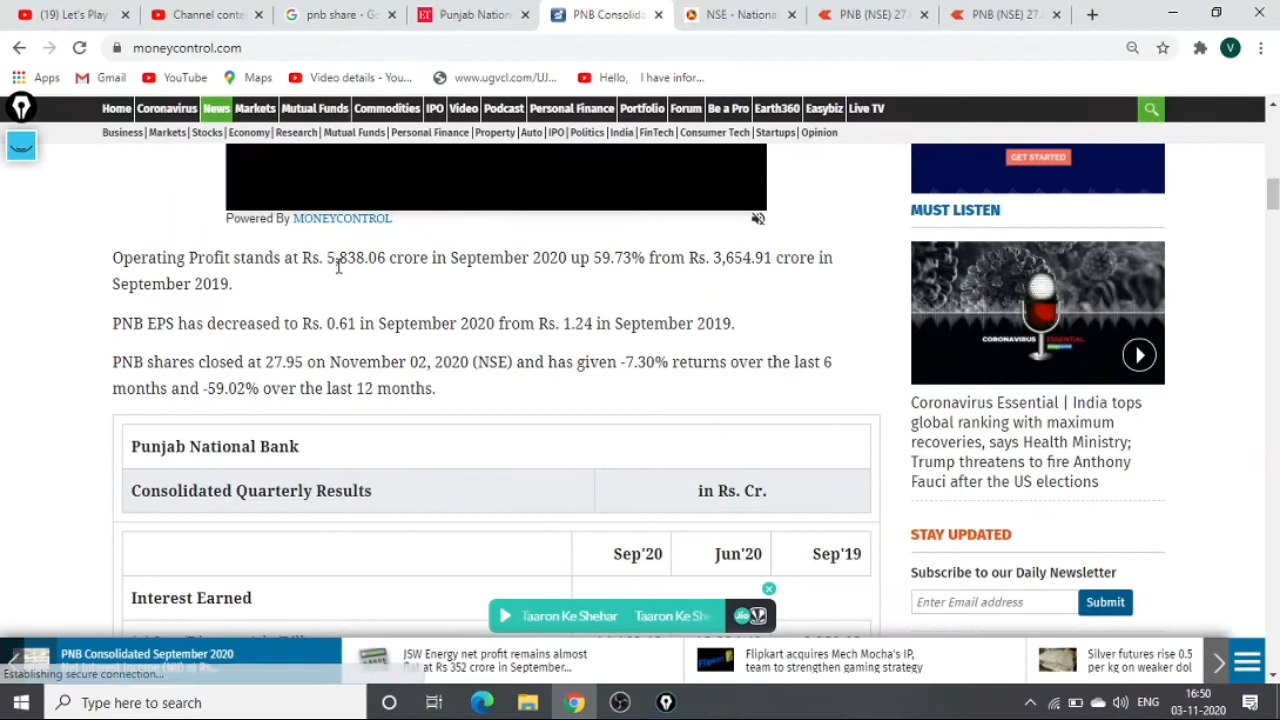 (19) Let's Play
Channel conte
pnb share - Go
Punjab Nation
PNB Consolida
NSE - Nationa
PNB (NSE) 27.
PNB (NSE) 27.
moneycontrol.com
V
Apps
Gmail
YouTube
Maps
Video details - You...
www.ugvcl.com/UJ...
Hello, I have infor...
Home Coronavirus News Markets Mutual Funds Commodities IPO Video Podcast Personal Finance Portfolio Forum Be a Pro Earth360 Easybiz Live TV
Business | Markets | Stocks | Economy | Research | Mutual Funds | Personal Finance | Property | Auto | IPO | Politics | India | FinTech | Consumer Tech | Startups | Opinion
Powered By MONEYCONTROL
Operating Profit stands at Rs. 5,838.06 crore in September 2020 up 59.73% from Rs. 3,654.91 crore in
September 2019.
PNB EPS has decreased to Rs. 0.61 in September 2020 from Rs. 1.24 in September 2019.
PNB shares closed at 27.95 on November 02, 2020 (NSE) and has given -7.30% returns over the last 6
months and -59.02% over the last 12 months.
Punjab National Bank
Consolidated Quarterly Results
in Rs. Cr.
Sep'20
Jun'20
Sep'19
Interest Earned
Taaron Ke Shehar
Taaron Ke She
Jio
GET STARTED
MUST LISTEN
CORONAVIRUS ESSENTIAL
Coronavirus Essential | India tops
global ranking with maximum
recoveries, says Health Ministry;
Trump threatens to fire Anthony
Fauci after the US elections
STAY UPDATED
Subscribe to our Daily Newsletter
Enter Email address
Submit
PNB Consolidated September 2020
JSW Energy net profit remains almost
flat at Rs 352 crore in September...
Flipkart acquires Mech Mocha's IP,
team to strengthen gaming strategy
Silver futures rise 0.5
per kg on weaker dol
Establishing secure connection...
Type here to search
ENG
16:50
03-11-2020